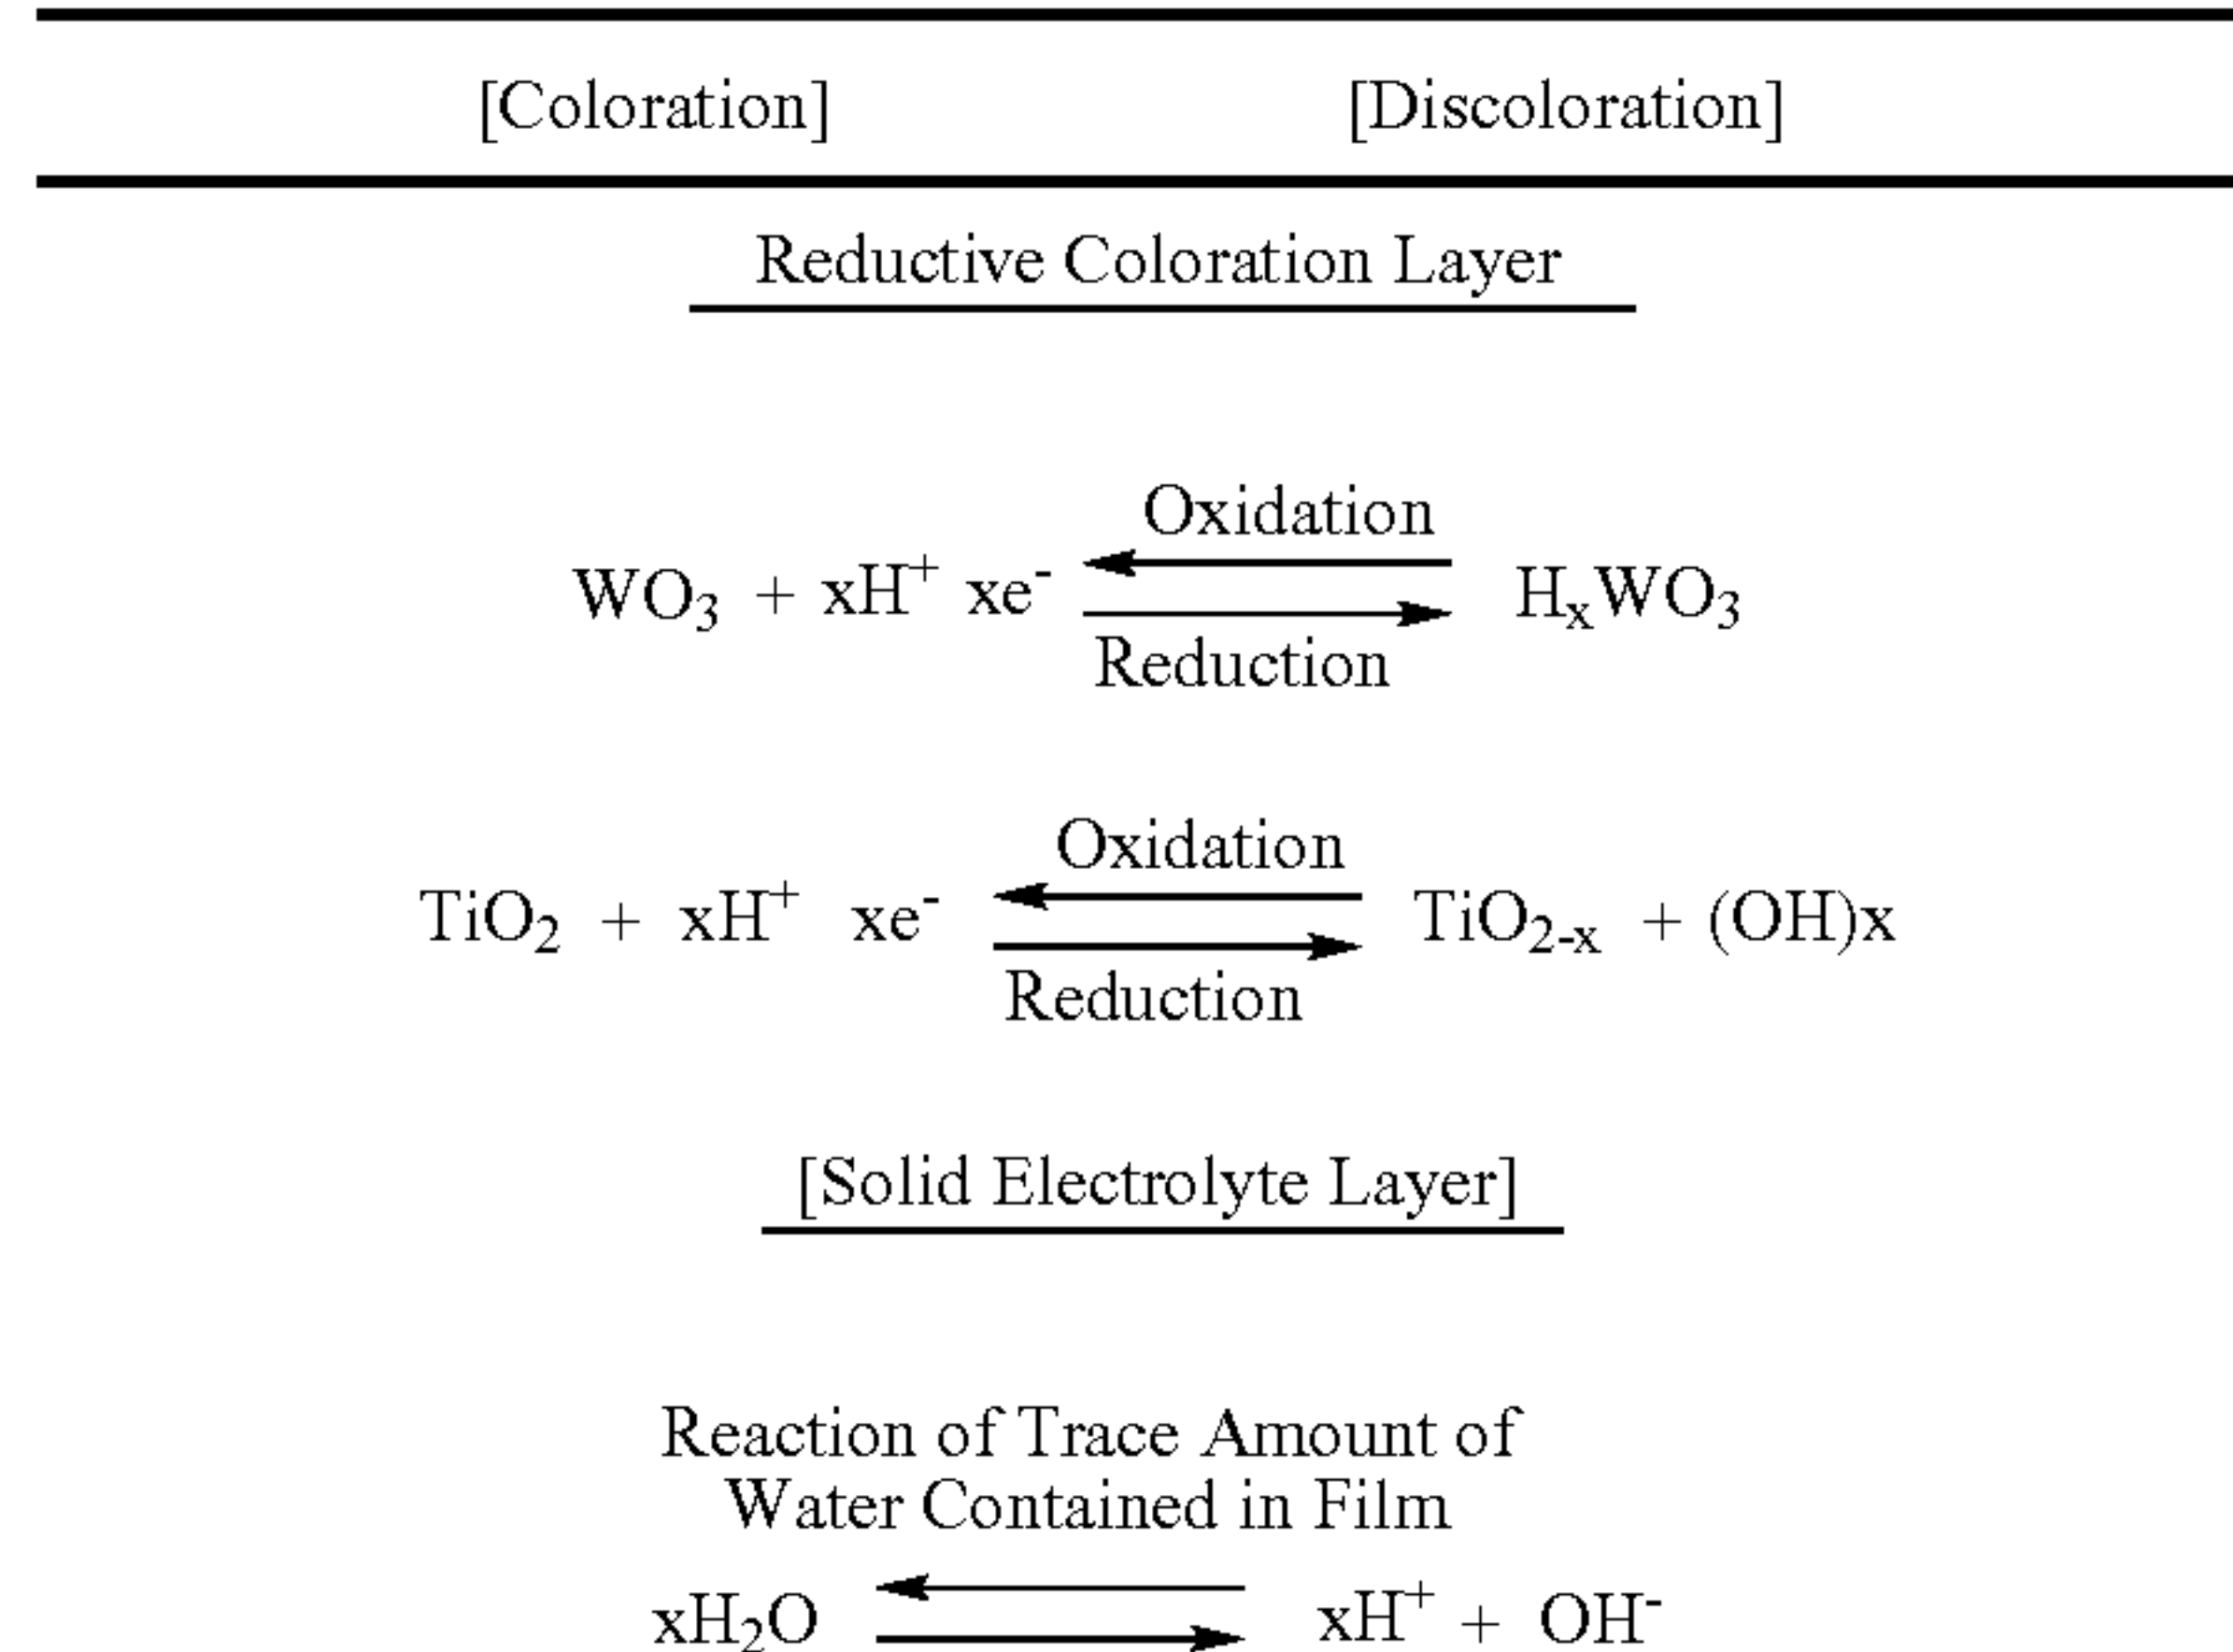 [Coloration] [Discoloration]
Reductive Coloration Layer
Oxidation
WO₃ + xH⁺ xe⁻ HₓWO₃
Reduction
Oxidation
TiO₂ + xH⁺ xe⁻ TiO₂₋ₓ + (OH)x
Reduction
[Solid Electrolyte Layer]
Reaction of Trace Amount of
Water Contained in Film
xH₂O xH⁺ + OH⁻